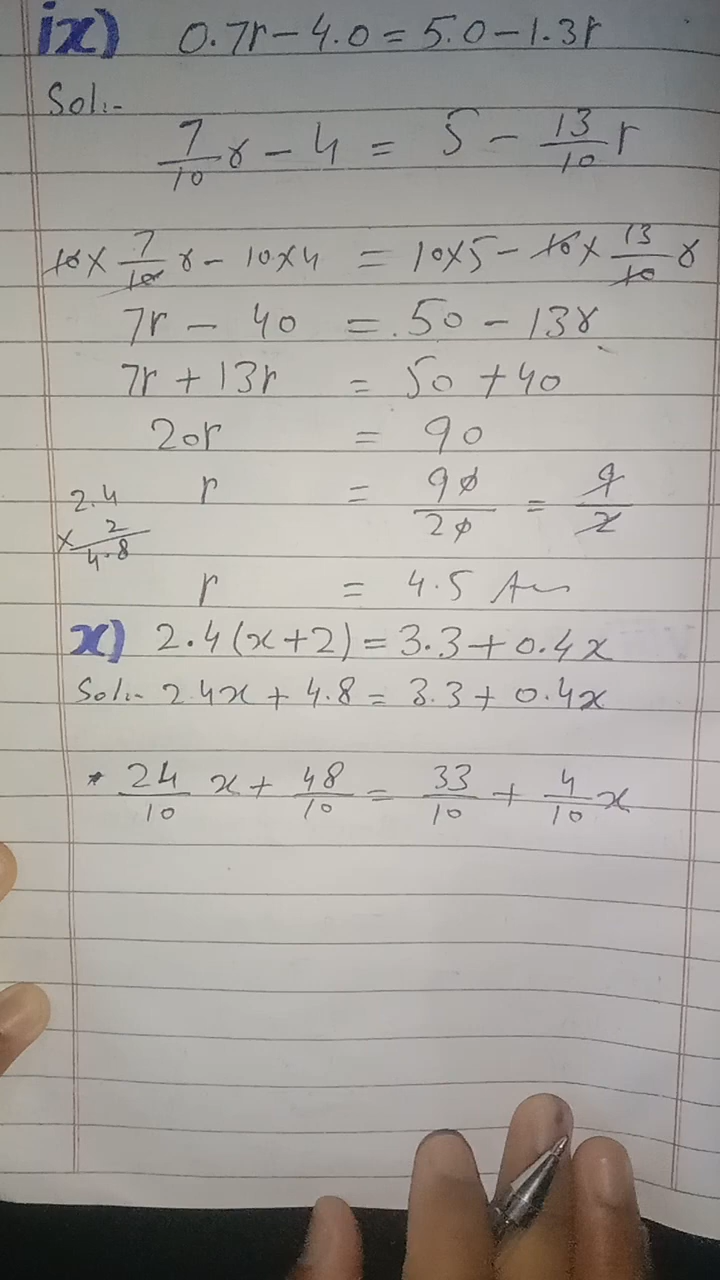 ix) 0.7r - 4.0 = 5.0 - 1.3r
Sol:-
7/10 r - 4 = 5 - 13/10 r
10 × 7/10 r - 10×4 = 10×5 - 10 × 13/10 r
7r - 40 = 50 - 13r
7r + 13r = 50 + 40
20r = 90
r = 90/20 = 9/2
2.4
× 2
4.8
r = 4.5 Ans
x) 2.4(x+2) = 3.3 + 0.4x
Sol:- 2.4x + 4.8 = 3.3 + 0.4x
* 24/10 x + 48/10 = 33/10 + 4/10 x